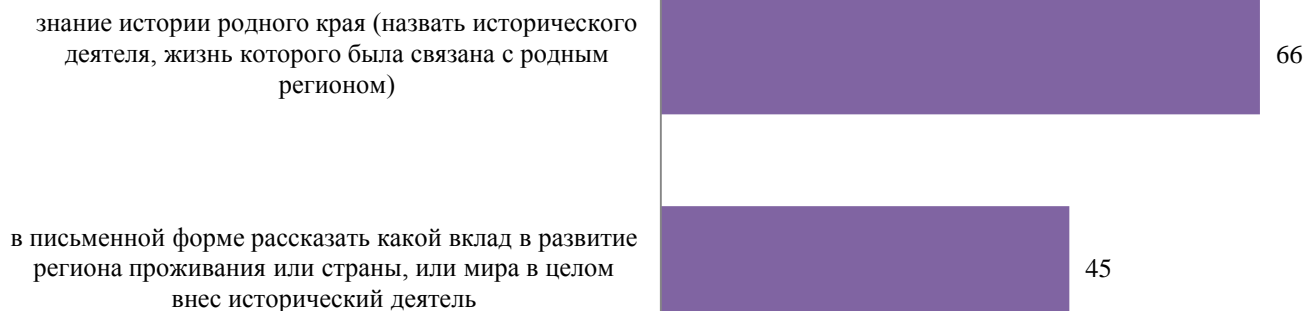 знание истории родного края (назвать исторического
деятеля, жизнь которого была связана с родным
регионом)
66
в письменной форме рассказать какой вклад в развитие
региона проживания или страны, или мира в целом
внес исторический деятель
45